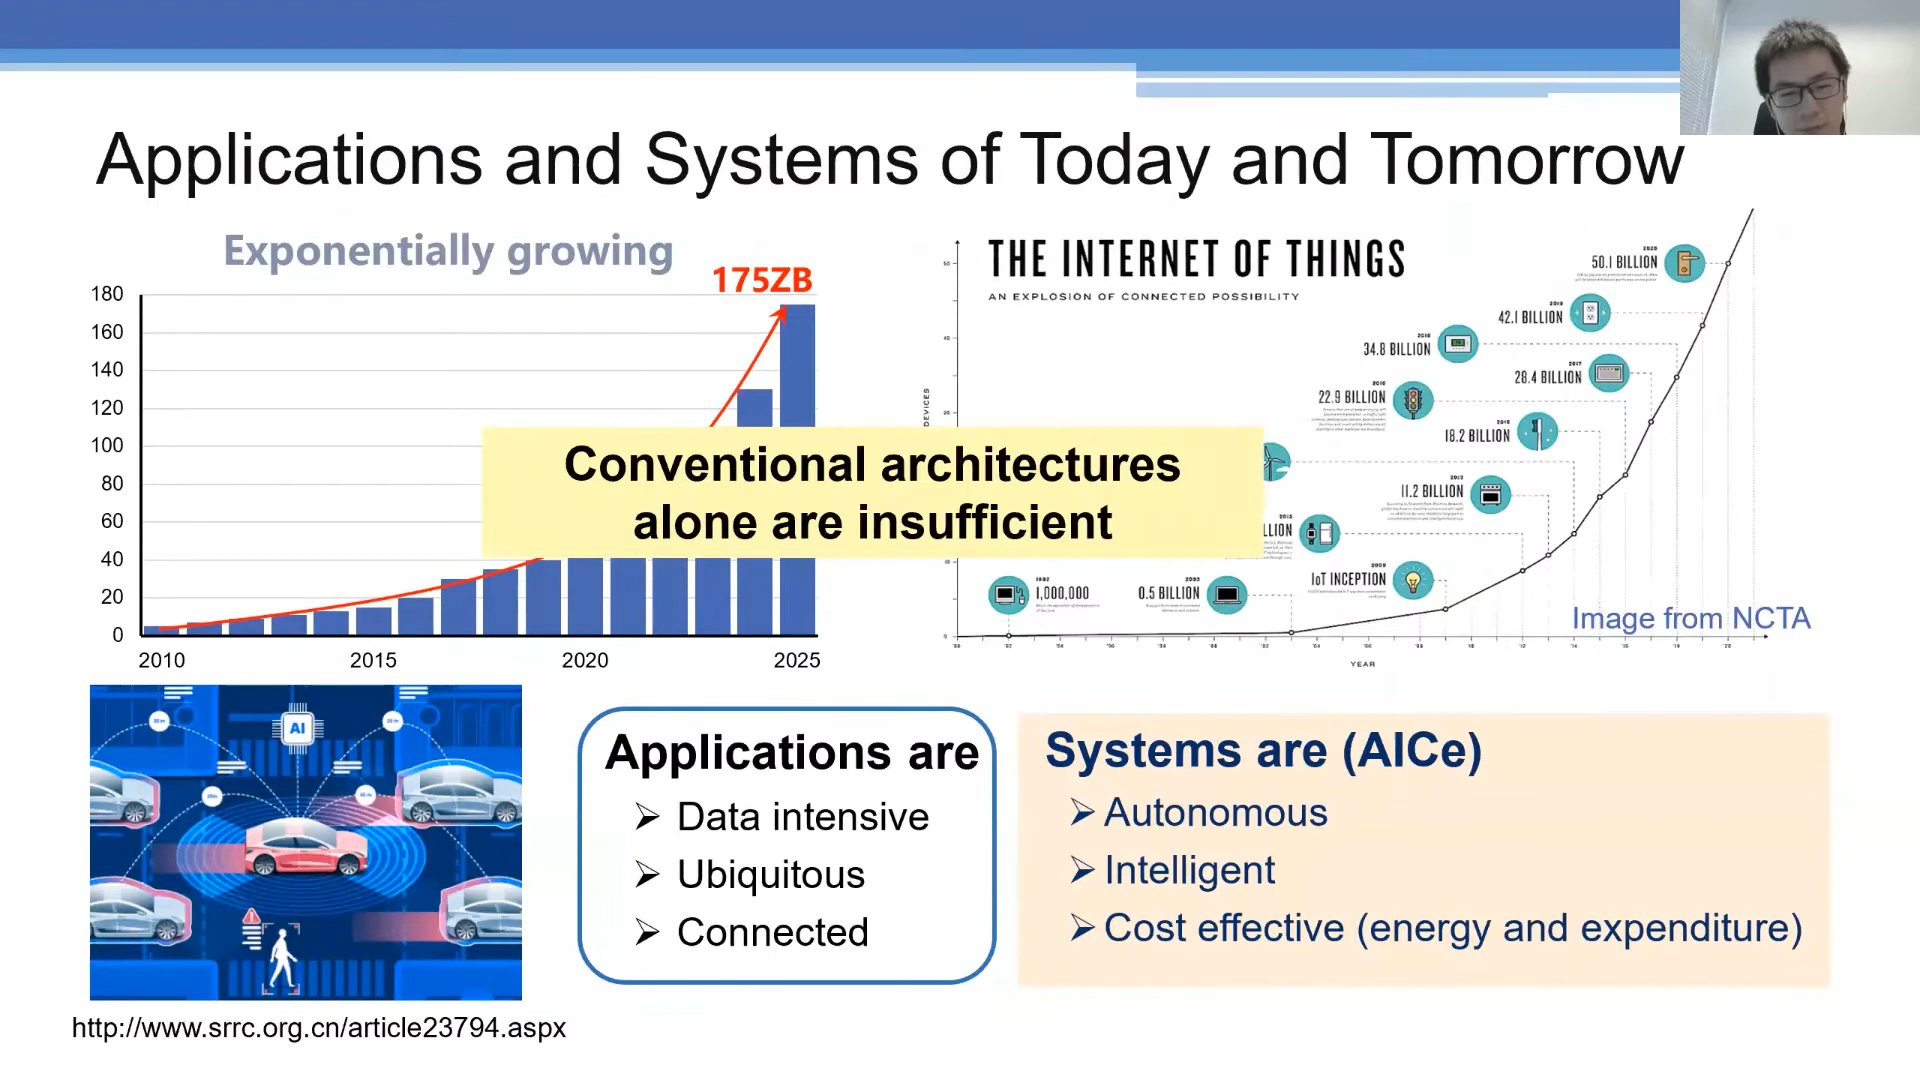 Applications and Systems of Today and Tomorrow
Exponentially growing
175ZB
180
160
140
120
100
80
60
40
20
0
2010
2015
2020
2025
THE INTERNET OF THINGS
AN EXPLOSION OF CONNECTED POSSIBILITY
50.1 BILLION
42.1 BILLION
34.8 BILLION
28.4 BILLION
22.9 BILLION
18.2 BILLION
11.2 BILLION
LLION
IoT INCEPTION
0.5 BILLION
1,000,000
YEAR
DEVICES
Image from NCTA
Conventional architectures
alone are insufficient
AI
http://www.srrc.org.cn/article23794.aspx
Applications are
➢ Data intensive
➢ Ubiquitous
➢ Connected
Systems are (AICe)
➢ Autonomous
➢ Intelligent
➢ Cost effective (energy and expenditure)